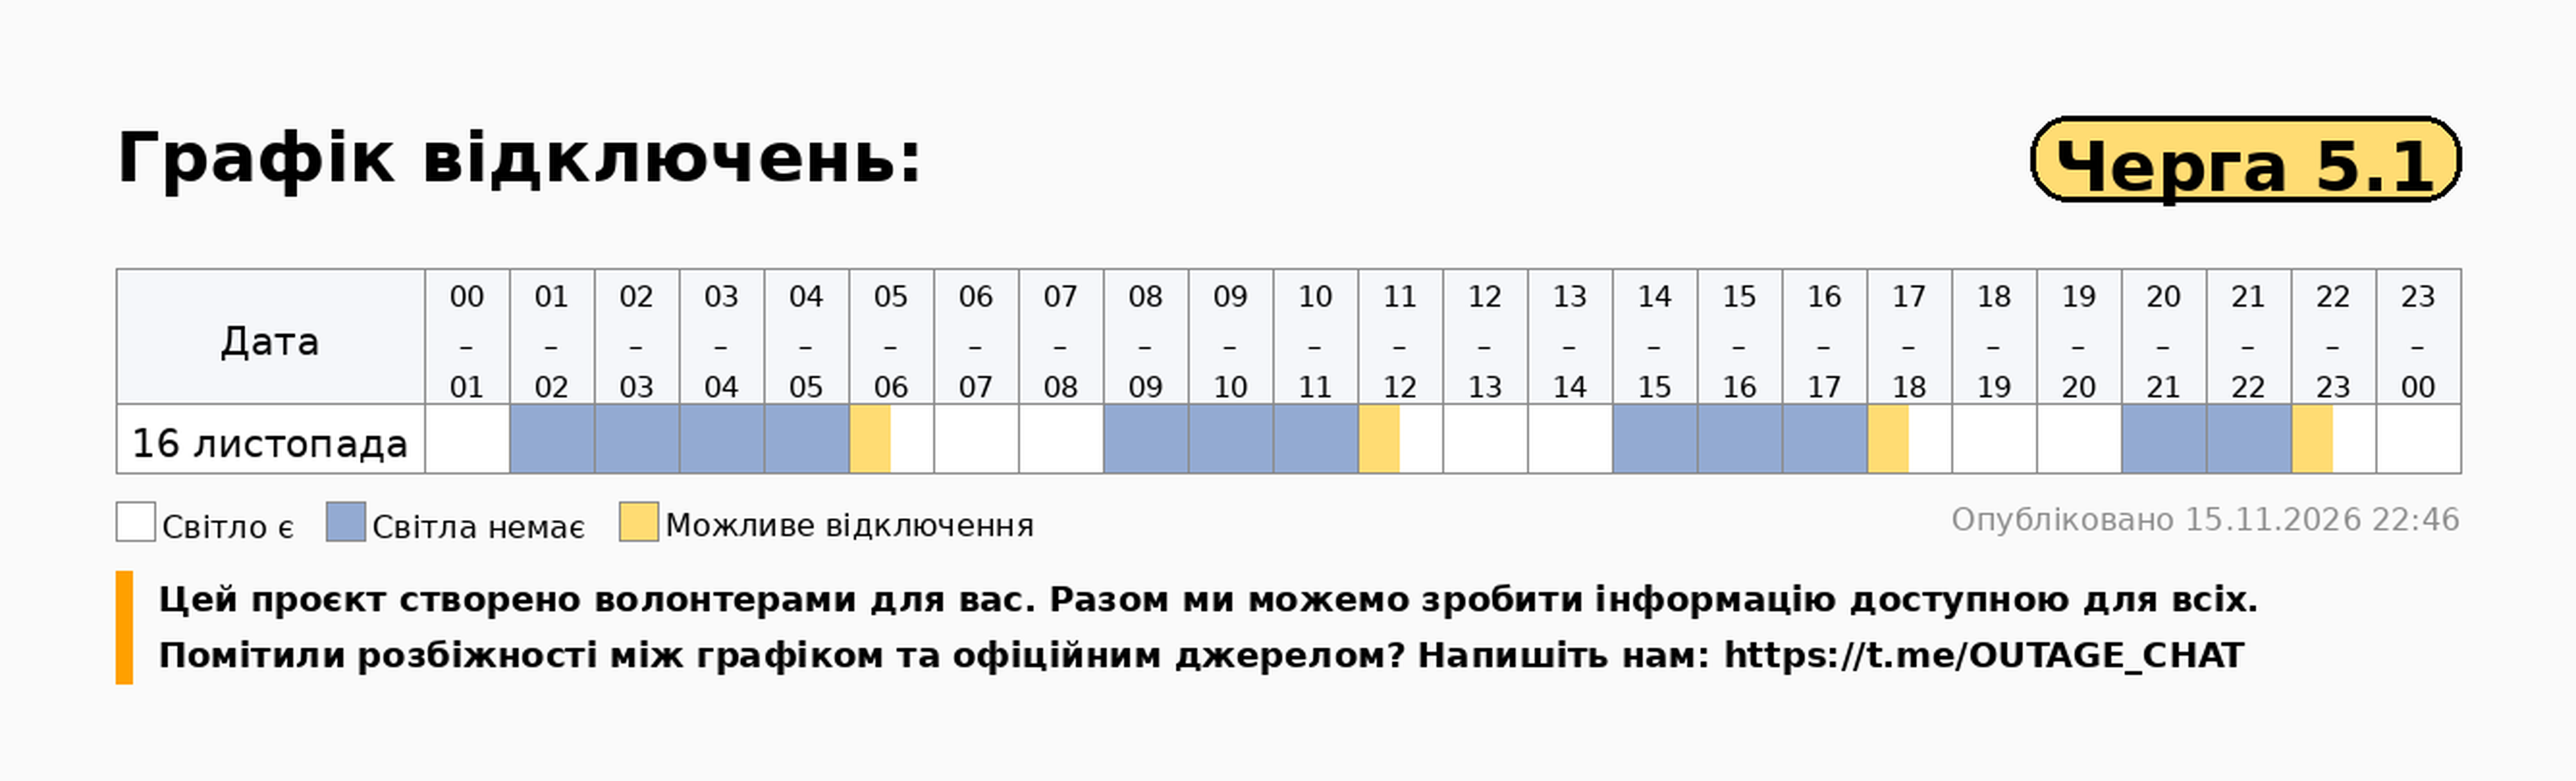 Графік відключень:
Черга 5.1
Дата
00 – 01
01 – 02
02 – 03
03 – 04
04 – 05
05 – 06
06 – 07
07 – 08
08 – 09
09 – 10
10 – 11
11 – 12
12 – 13
13 – 14
14 – 15
15 – 16
16 – 17
17 – 18
18 – 19
19 – 20
20 – 21
21 – 22
22 – 23
23 – 00
16 листопада
Світло є
Світла немає
Можливе відключення
Опубліковано 15.11.2026 22:46
Цей проєкт створено волонтерами для вас. Разом ми можемо зробити інформацію доступною для всіх.
Помітили розбіжності між графіком та офіційним джерелом? Напишіть нам: https://t.me/OUTAGE_CHAT